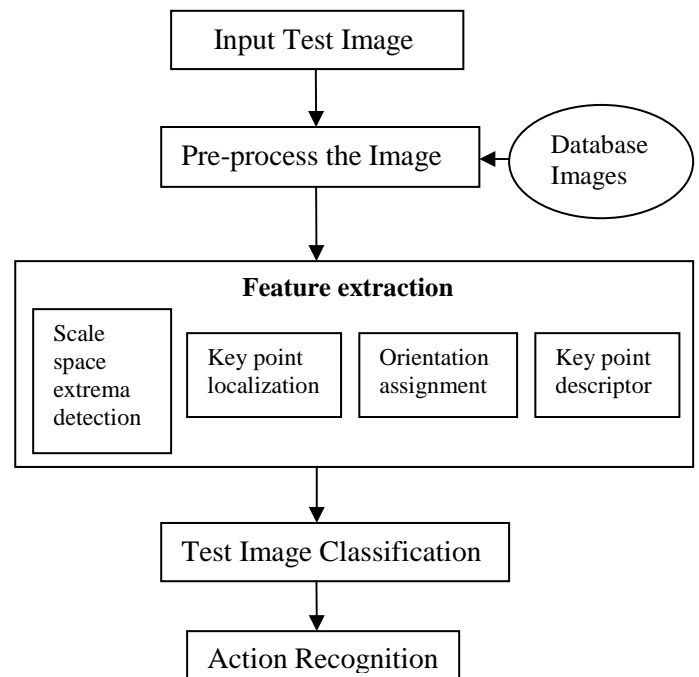 Input Test Image
Pre-process the Image
Database
Images
Feature extraction
Scale
space
extrema
detection
Key point
localization
Orientation
assignment
Key point
descriptor
Test Image Classification
Action Recognition